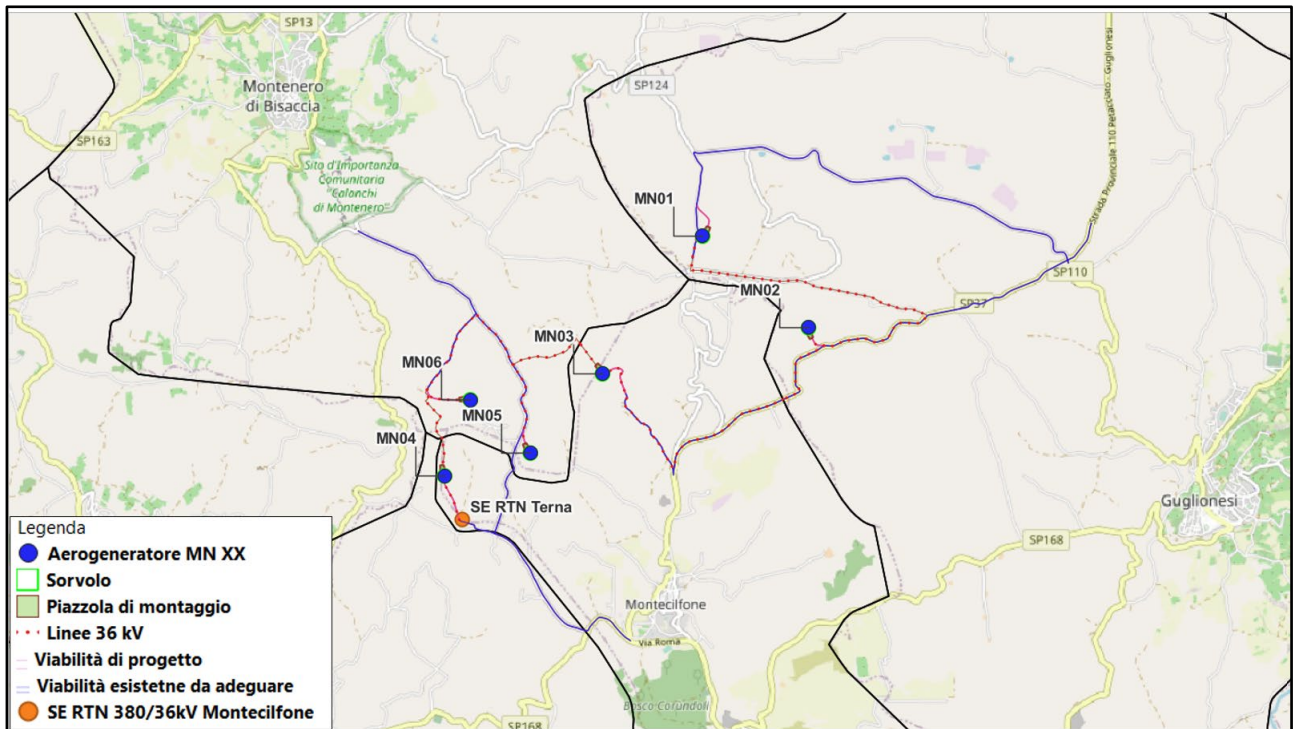 SP13
SP124
Montenero
di Bisaccia
SP163
Sito d'Importanza
Comunitaria
"Calanchi
di Montenero"
Strada Provinciale 110 Petacciato - Guglionesi
MN01
SP110
MN02
SP37
MN03
MN06
MN05
MN04
Guglionesi
SE RTN Terna
SP168
Montecilfone
Via Roma
Bosco Corundoli
SP168
Legenda
Aerogeneratore MN XX
Sorvolo
Piazzola di montaggio
Linee 36 kV
Viabilità di progetto
Viabilità esistetne da adeguare
SE RTN 380/36kV Montecilfone